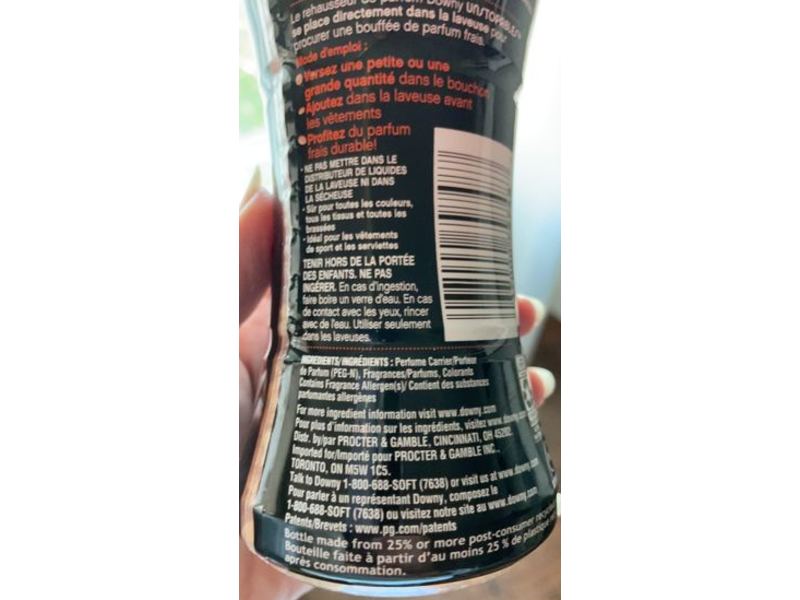 Le rehausseur de parfum Downy UNSTOPABLES
se place directement dans la laveuse pour
procurer une bouffée de parfum frais.
Mode d'emploi :
Versez une petite ou une
grande quantité dans le bouchon
Ajoutez dans la laveuse avant
les vêtements
Profitez du parfum
frais durable!
• NE PAS METTRE DANS LE
DISTRIBUTEUR DE LIQUIDES
DE LA LAVEUSE NI DANS
LA SÉCHEUSE
• Sûr pour toutes les couleurs,
tous les tissus et toutes les
brassées
• Idéal pour les vêtements
de sport et les serviettes
TENIR HORS DE LA PORTÉE
DES ENFANTS. NE PAS
INGÉRER. En cas d'ingestion,
faire boire un verre d'eau. En cas
de contact avec les yeux, rincer
avec de l'eau. Utiliser seulement
dans les laveuses.
INGREDIENTS/INGRÉDIENTS : Perfume Carrier/Porteur
de Parfum (PEG-N), Fragrances/Parfums, Colorants
Contains Fragrance Allergen(s)/ Contient des substances
parfumantes allergènes
For more ingredient information visit www.downy.com
Pour plus d'information sur les ingrédients, visitez www.downy.com
Distr. by/par PROCTER & GAMBLE, CINCINNATI, OH 45202.
Imported for/Importé pour PROCTER & GAMBLE INC.,
TORONTO, ON M5W 1C5.
Talk to Downy 1-800-688-SOFT (7638) or visit us at www.downy
Pour parler à un représentant Downy, composez le
1-800-688-SOFT (7638) ou visitez notre site au www.downy
Patents/Brevets : www.pg.com/patents
Bottle made from 25% or more post-consumer recycled
Bouteille faite à partir d'au moins 25 % de plastique
après consommation.